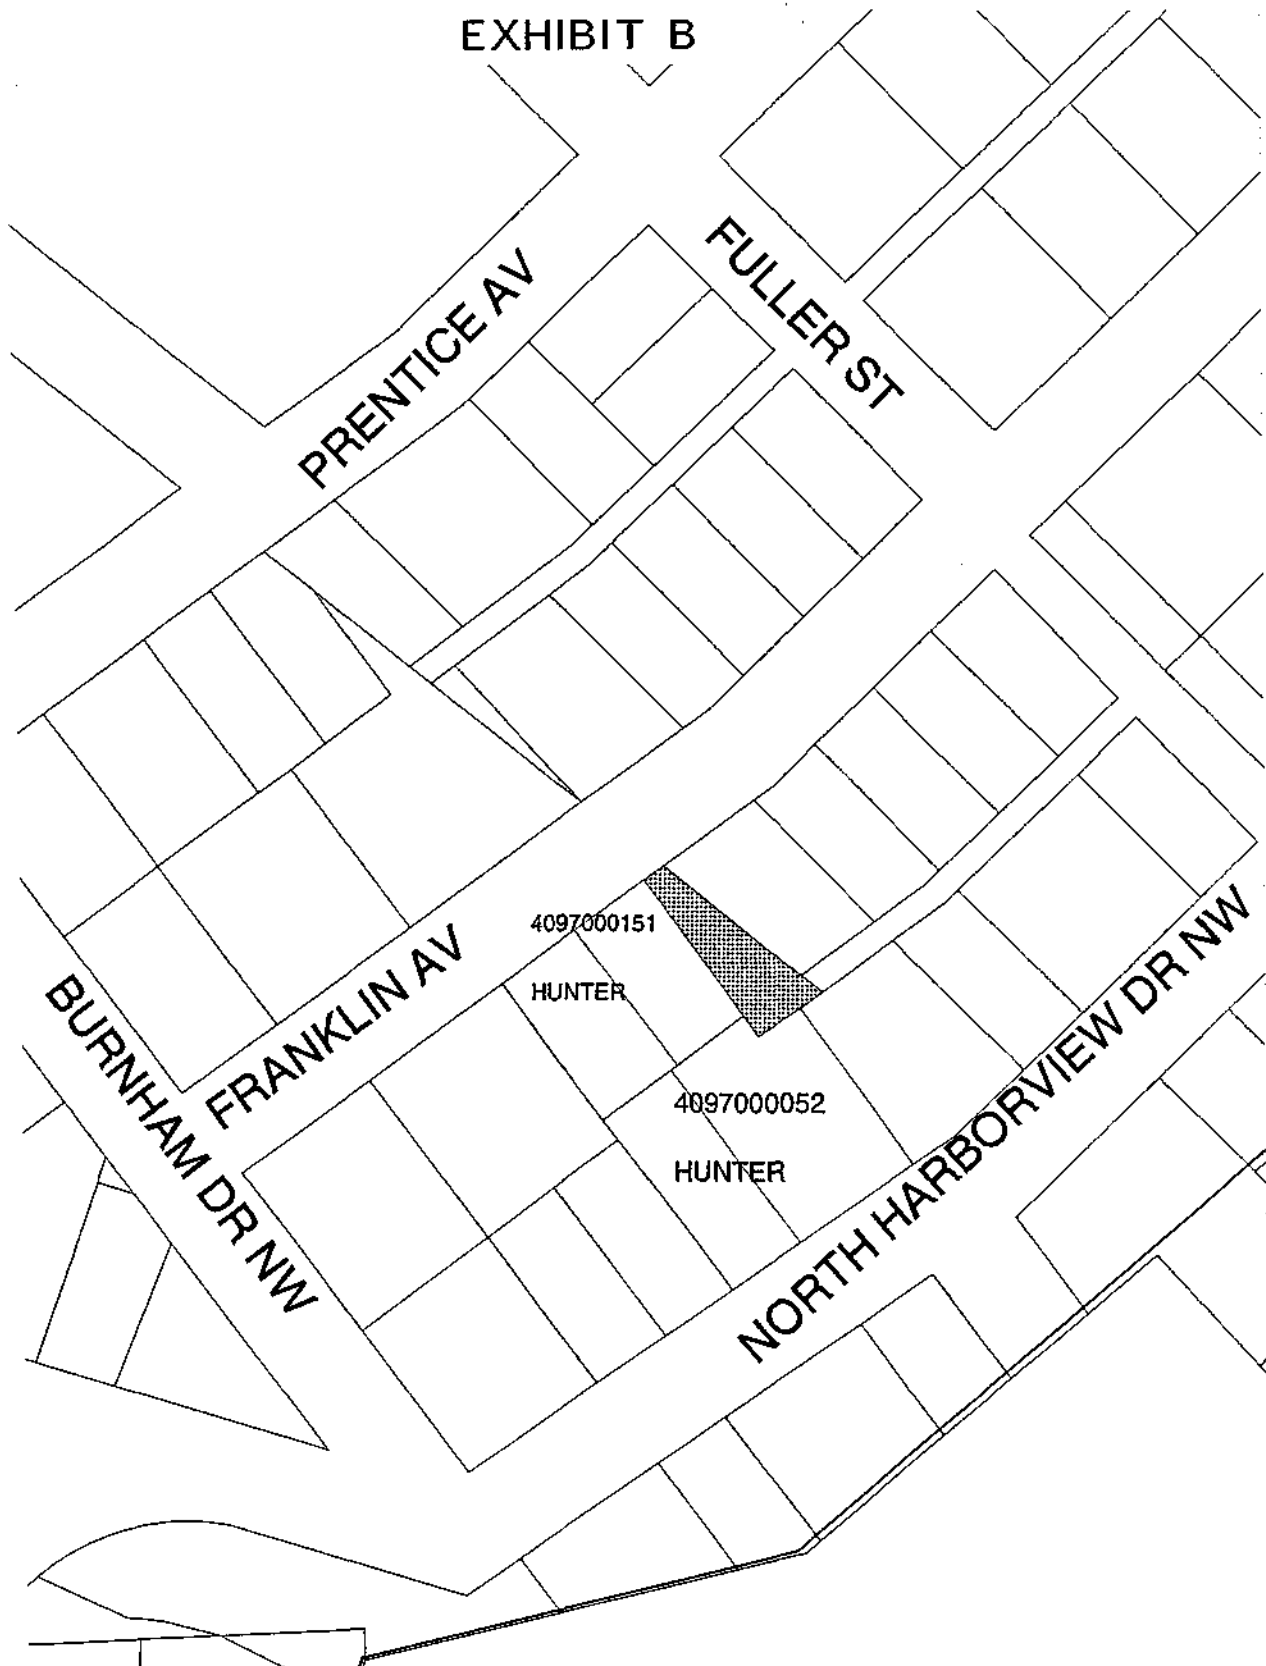 EXHIBIT B
PRENTICE AV
FULLER ST
4097000151
HUNTER
FRANKLIN AV
BURNHAM DR NW
4097000052
HUNTER
NORTH HARBORVIEW DR NW